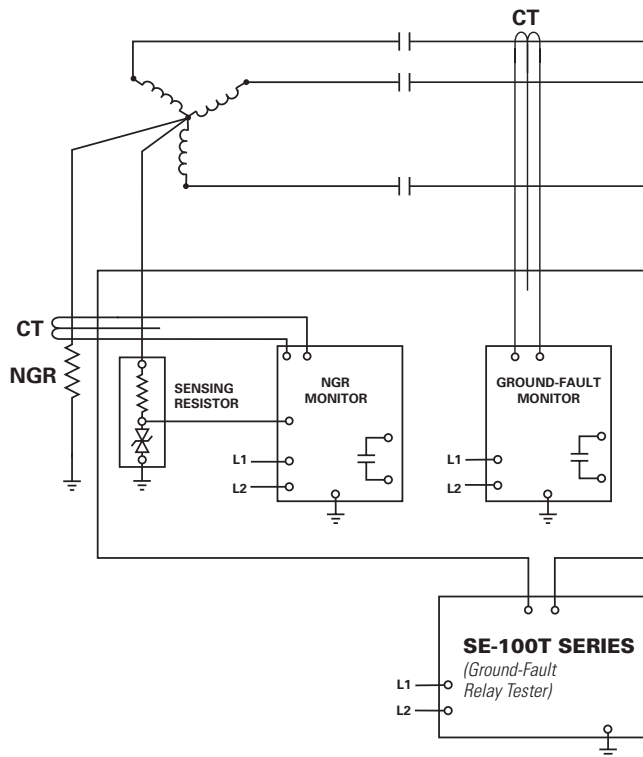 CT
CT
NGR
SENSING
RESISTOR
NGR
MONITOR
L1
L2
GROUND-FAULT
MONITOR
L1
L2
SE-100T SERIES
(Ground-Fault
Relay Tester)
L1
L2